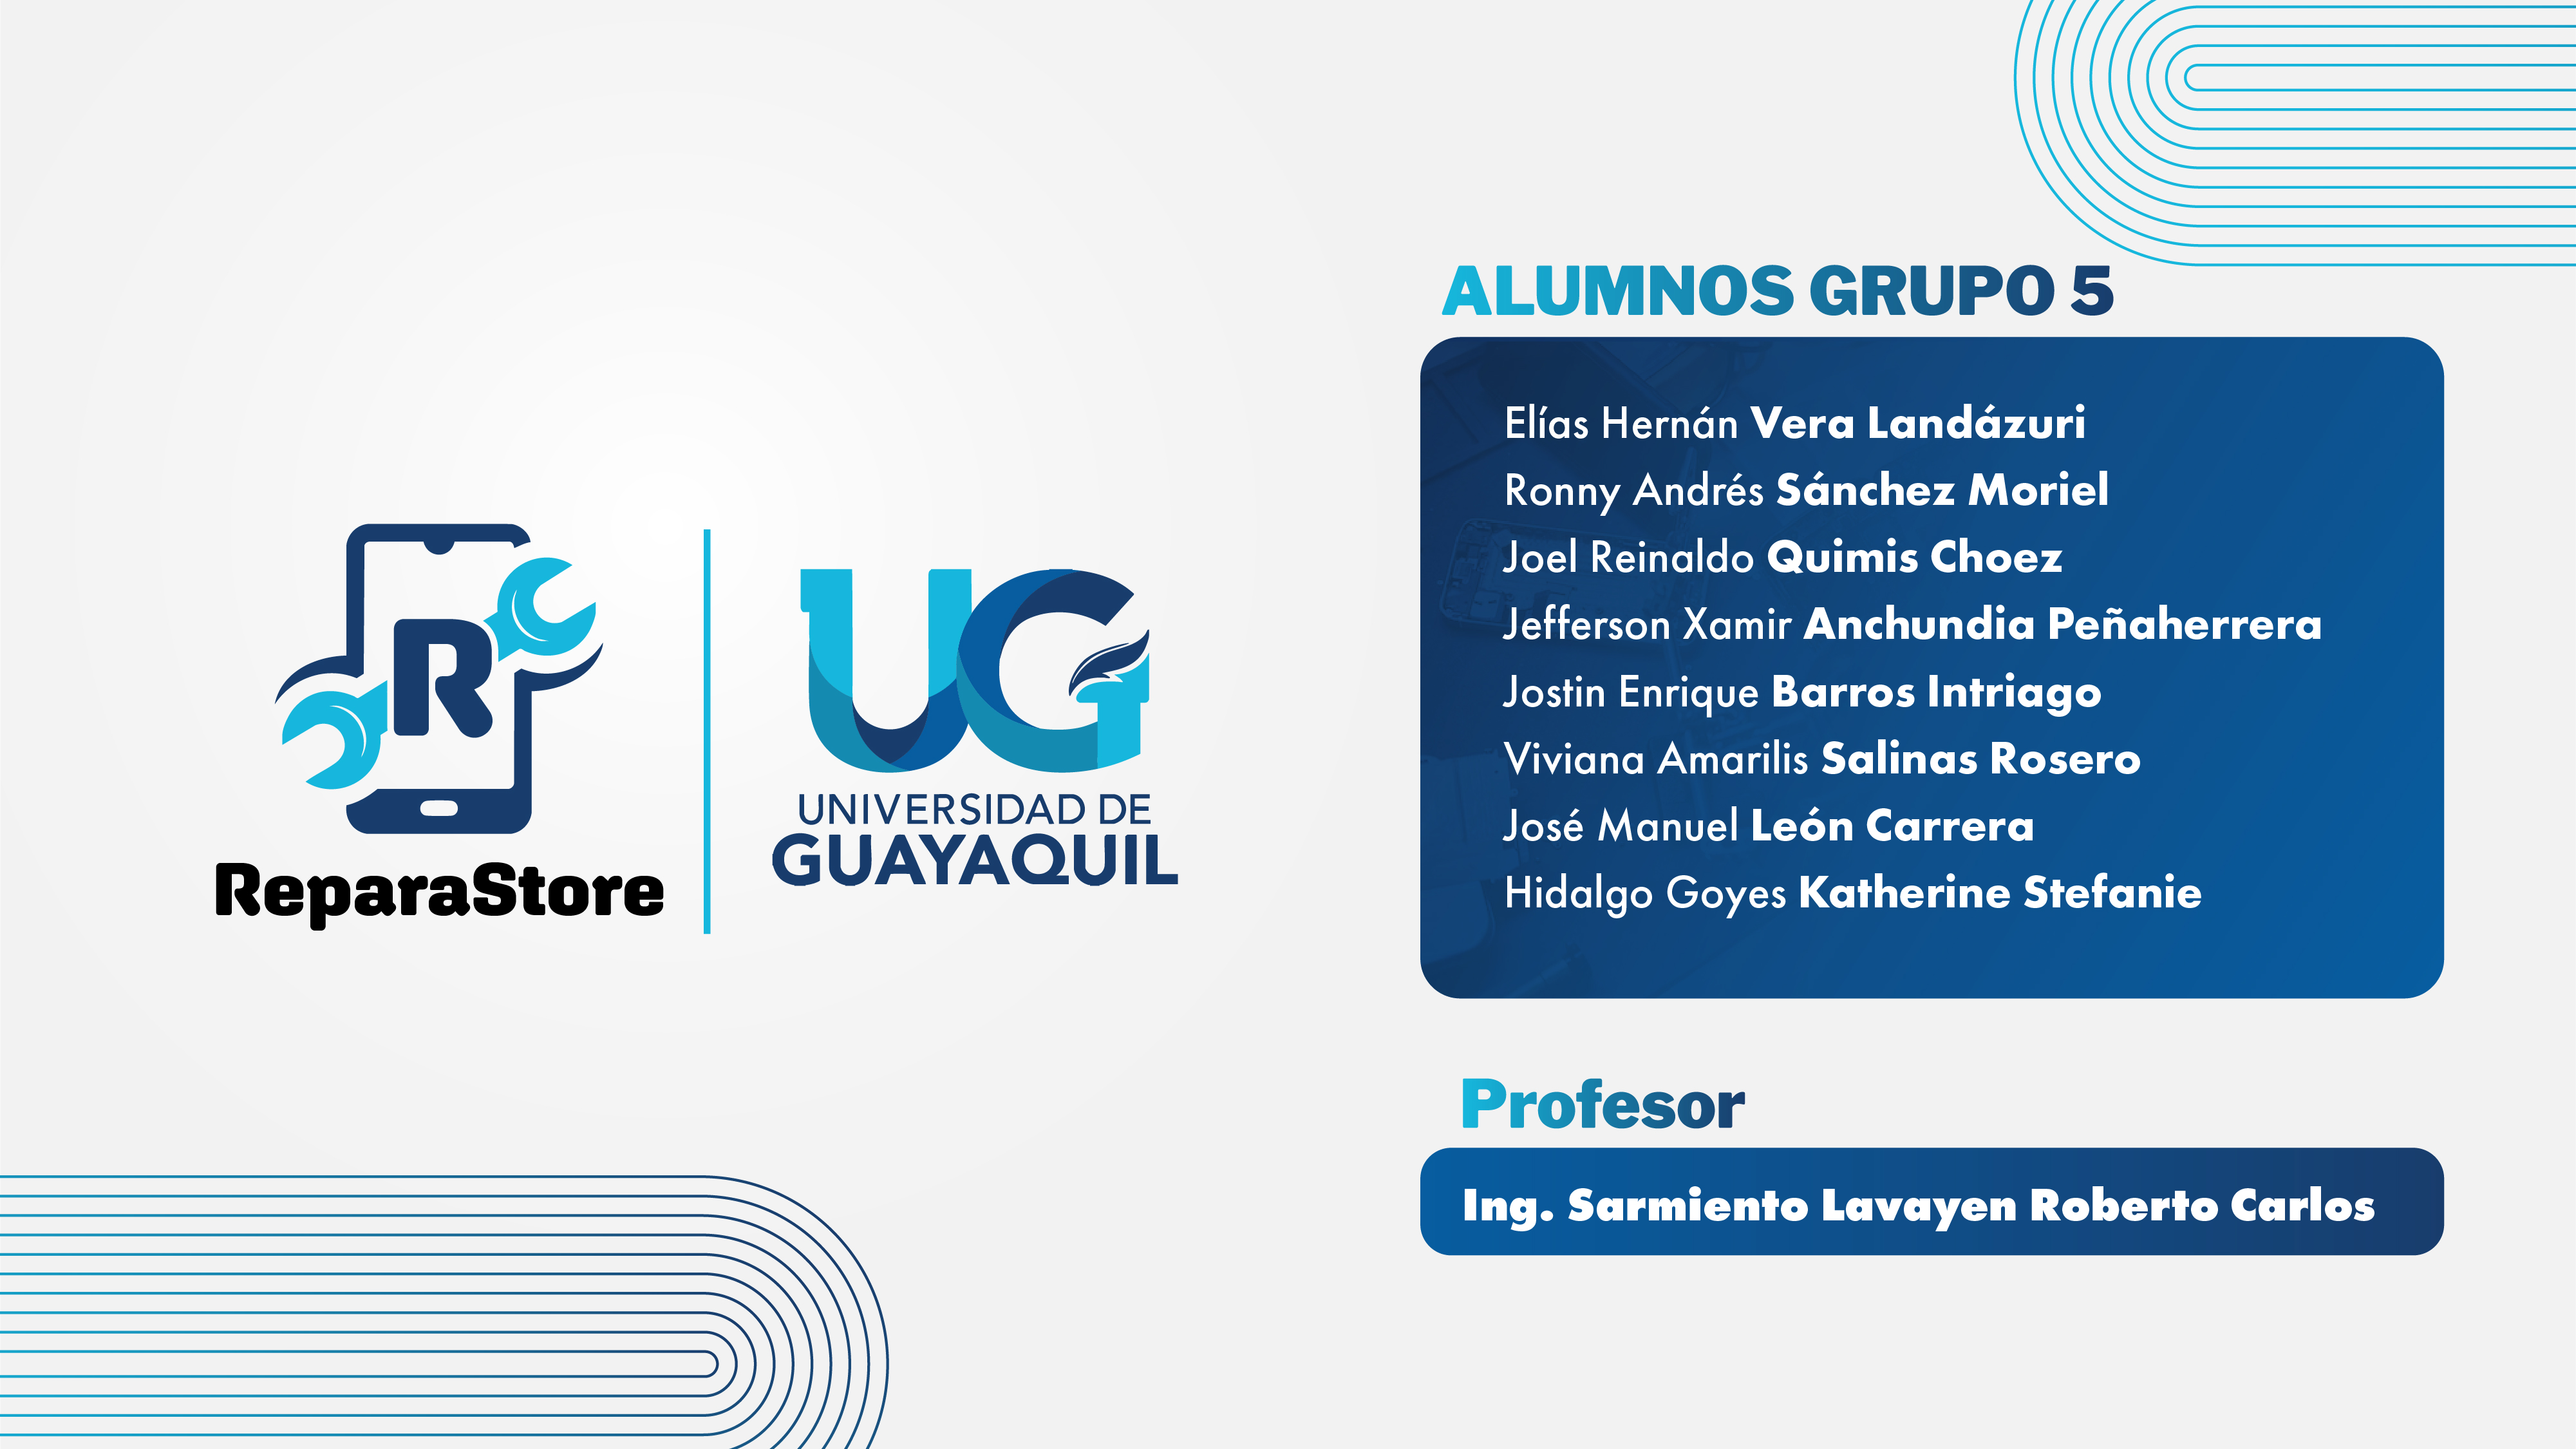 R
ReparaStore
UG
UNIVERSIDAD DE
GUAYAQUIL
ALUMNOS GRUPO 5
Elías Hernán Vera Landázuri
Ronny Andrés Sánchez Moriel
Joel Reinaldo Quimis Choez
Jefferson Xamir Anchundia Peñaherrera
Jostin Enrique Barros Intriago
Viviana Amarilis Salinas Rosero
José Manuel León Carrera
Hidalgo Goyes Katherine Stefanie
Profesor
Ing. Sarmiento Lavayen Roberto Carlos